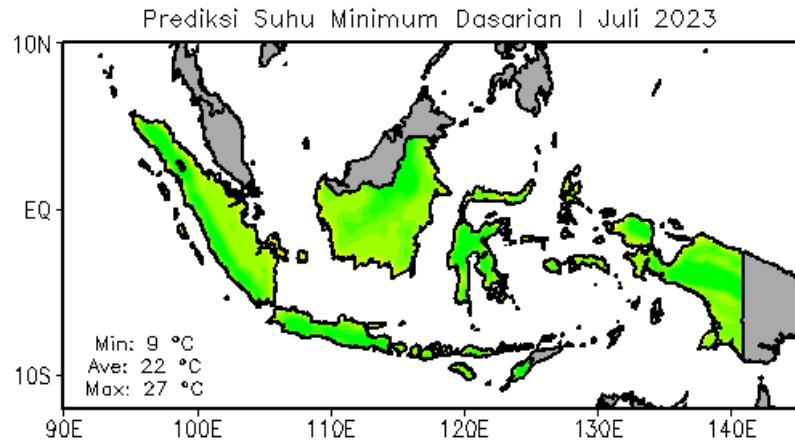 Prediksi Suhu Minimum Dasarian I Juli 2023
10N
EQ
10S
Min: 9 °C
Ave: 22 °C
Max: 27 °C
90E 100E 110E 120E 130E 140E